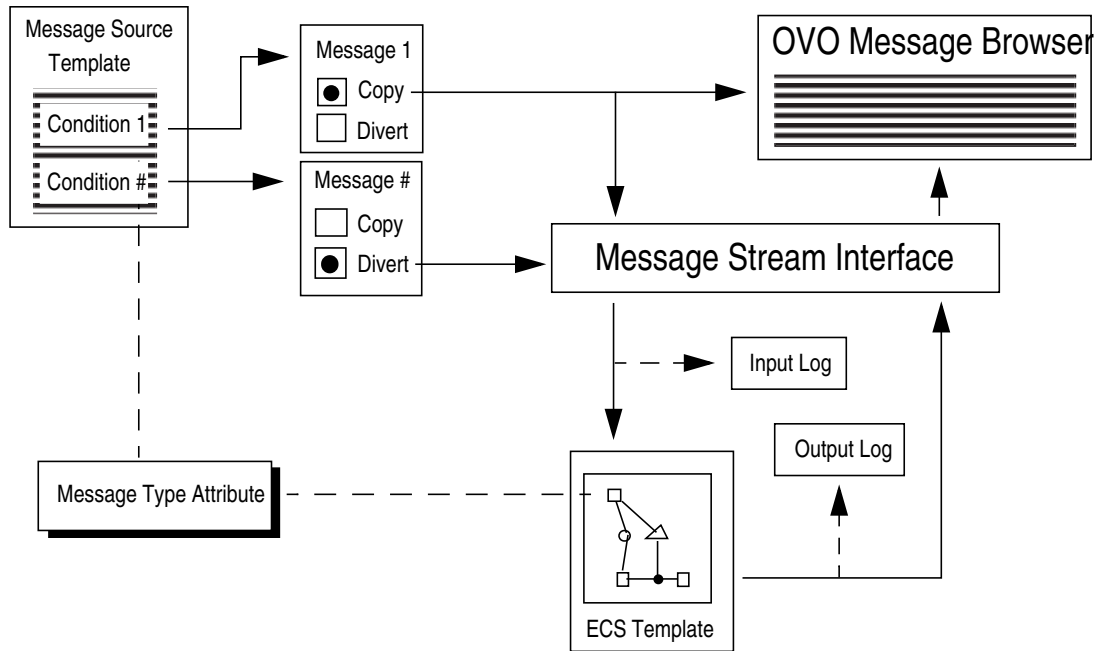 Message Source
Template
Condition 1
Condition #
Message 1
Copy
Divert
Message #
Copy
Divert
OVO Message Browser
Message Stream Interface
Input Log
Output Log
Message Type Attribute
ECS Template